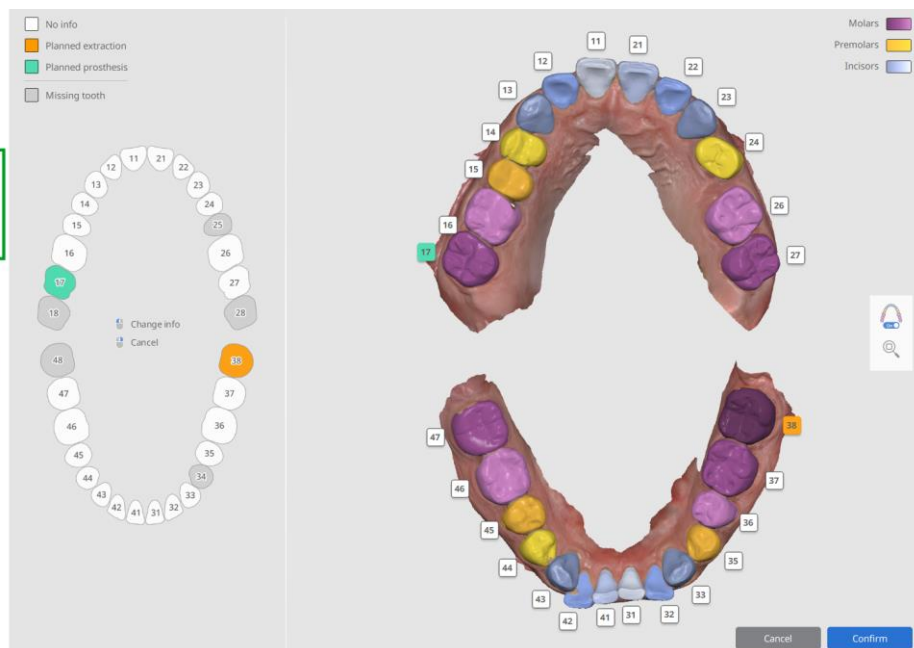 No info
Planned extraction
Planned prosthesis
Missing tooth
11 21
12 22
13 23
14 24
15 25
16 26
17 27
18 28
Change info
Cancel
48 38
47 37
46 36
45 35
44 34
43 33
42 41 31 32
Molars
Premolars
Incisors
11 21
12 22
13 23
14 24
15
16 26
17 27
47 38
46 37
45 36
44 35
43 33
42 41 31 32
Cancel Confirm